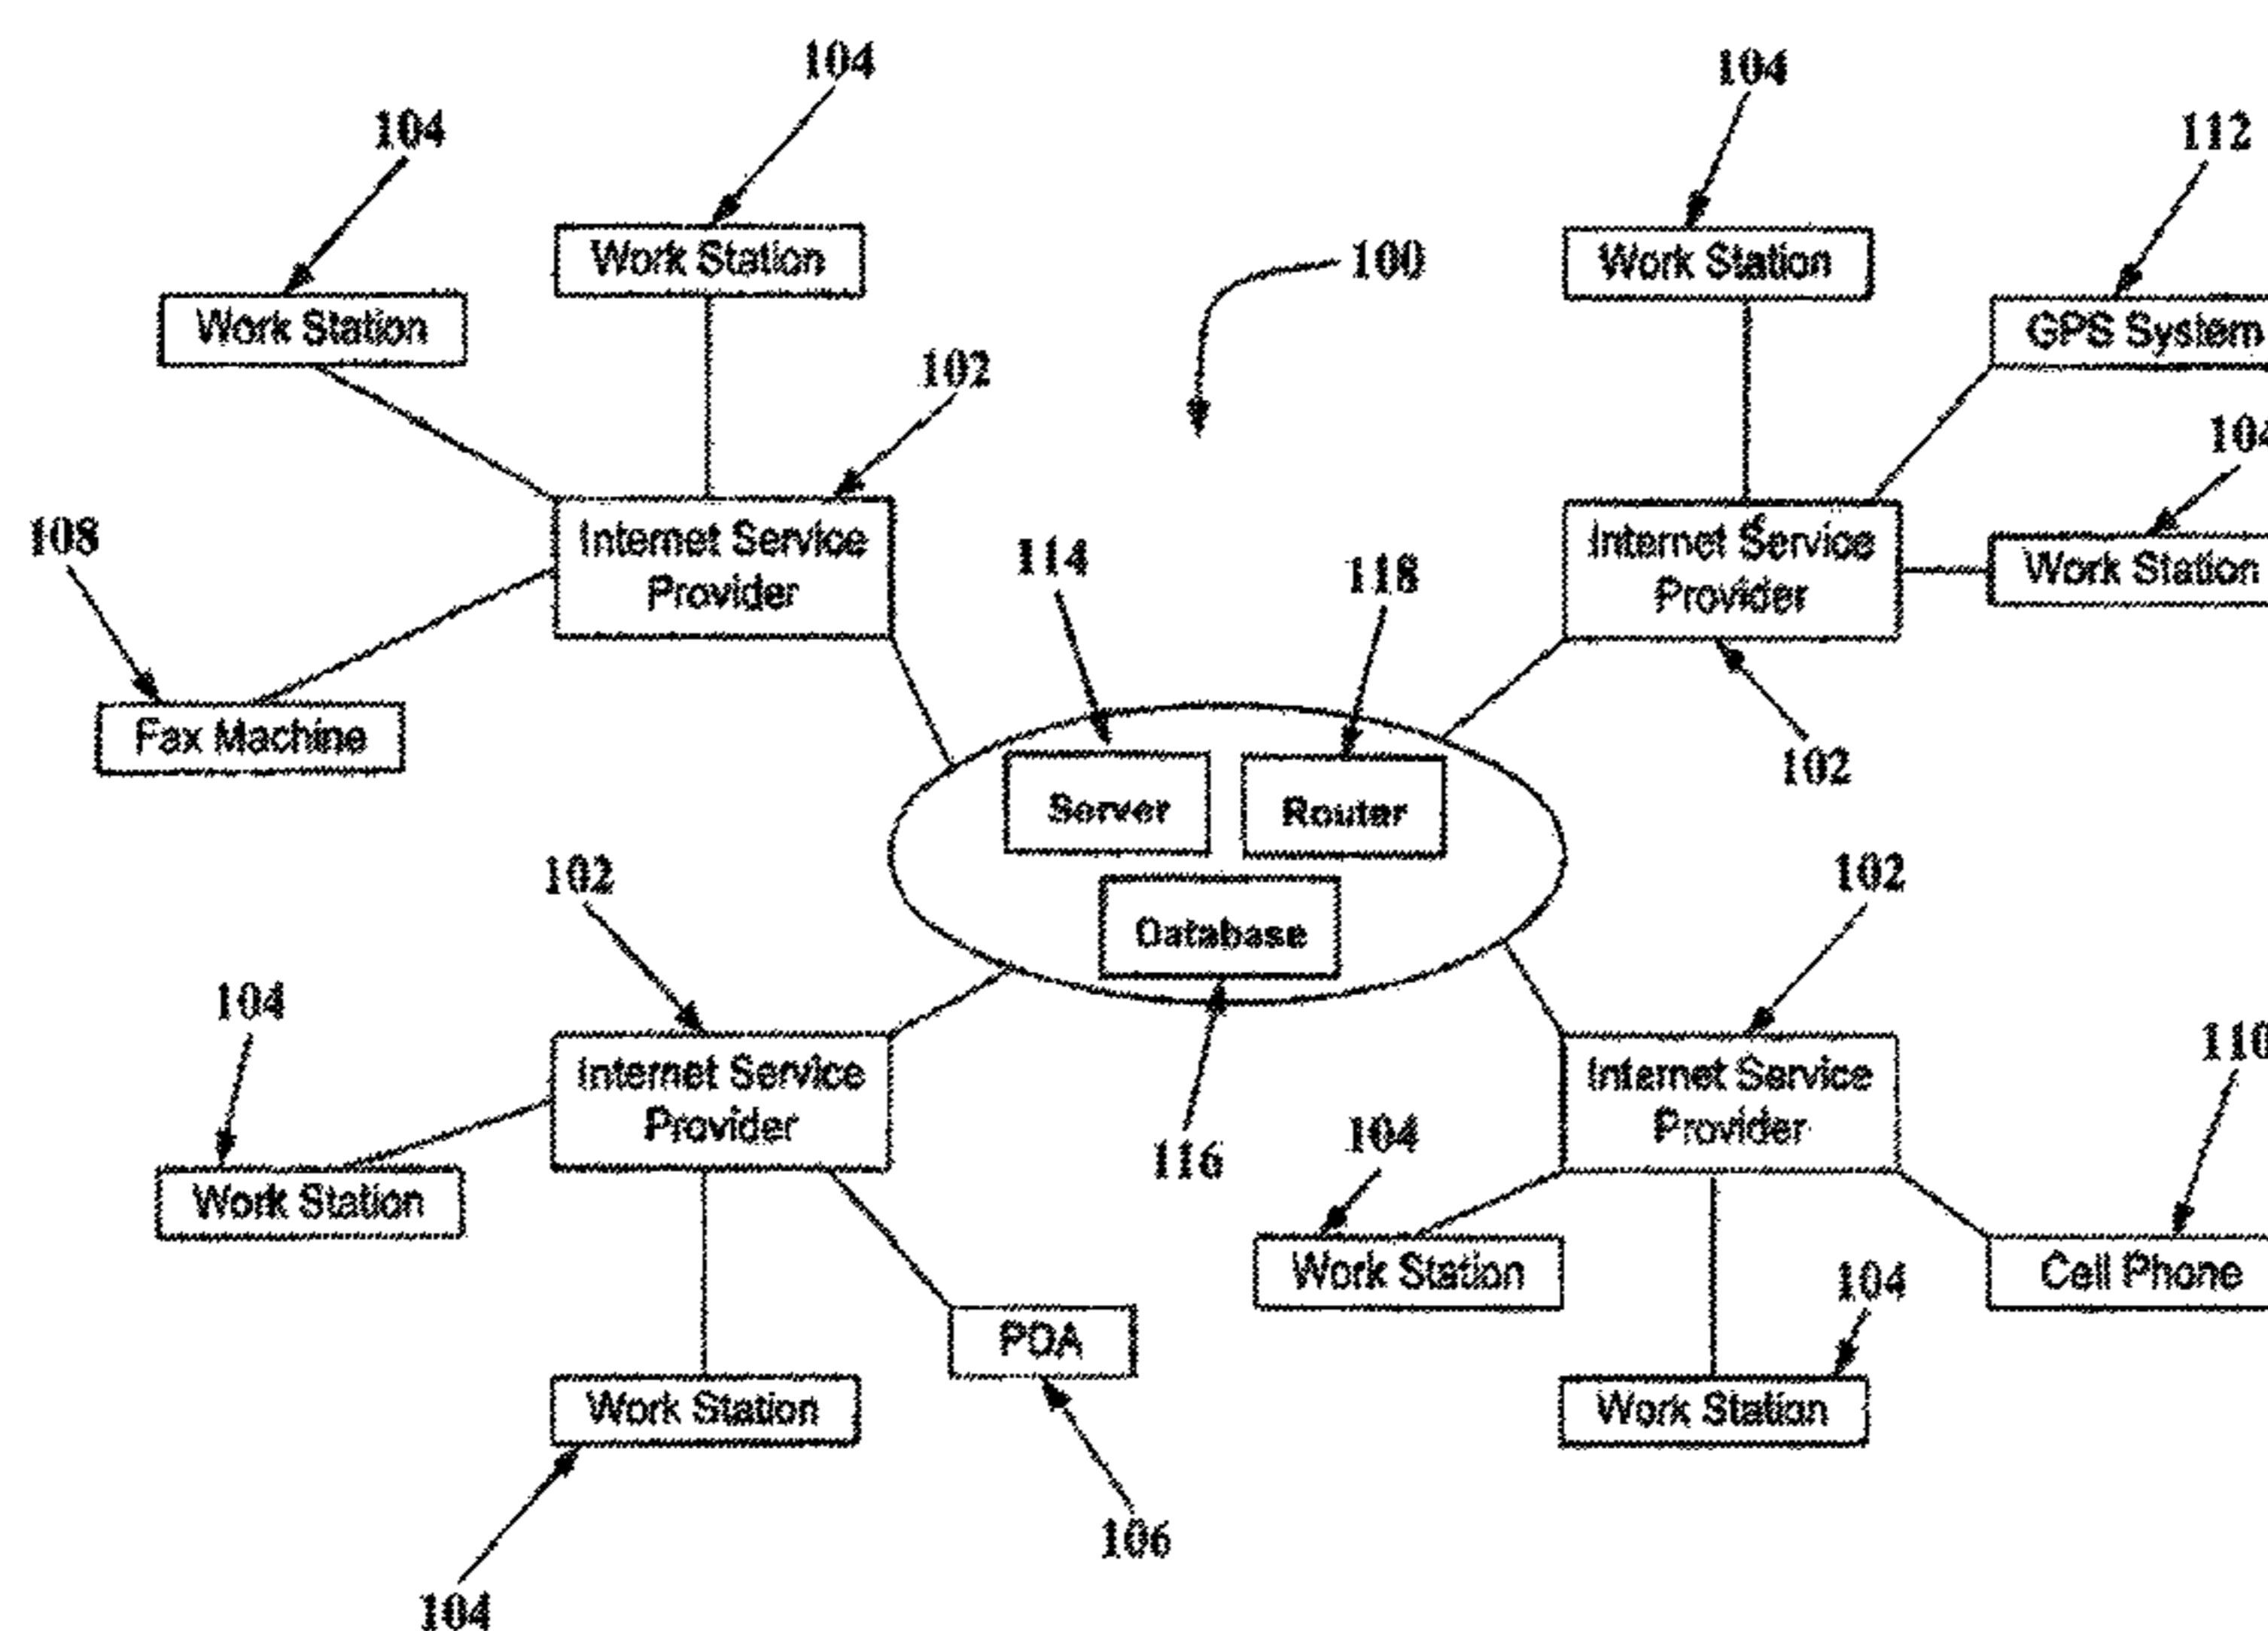 104
104
104
112
Work Station
Work Station
100
Work Station
GPS System
102
104
108
Internet Service
Provider
114
118
Internet Service
Provider
Work Station
Fax Machine
102
Server
Router
102
102
Database
104
110
Internet Service
Provider
116
104
Internet Service
Provider
Work Station
Work Station
104
Cell Phone
PDA
Work Station
Work Station
106
104